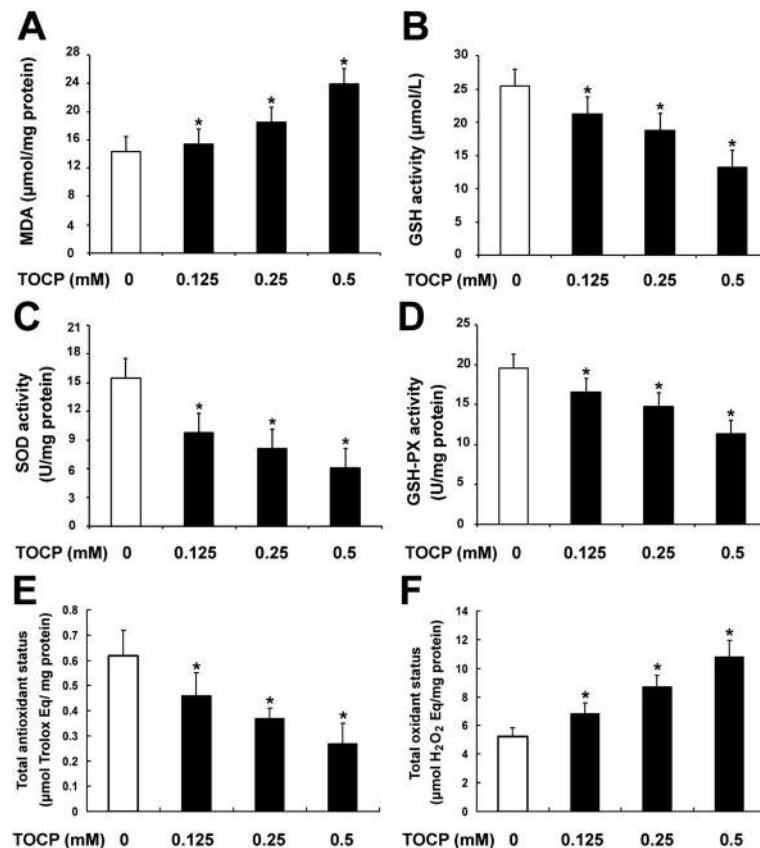 A
MDA (µmol/mg protein)
28
24
20
16
12
8
4
0
*
*
*
TOCP (mM) 0 0.125 0.25 0.5
B
GSH activity (µmol/L)
30
25
20
15
10
5
0
*
*
*
TOCP (mM) 0 0.125 0.25 0.5
C
SOD activity
(U/mg protein)
21
18
15
12
9
6
3
0
*
*
*
TOCP (mM) 0 0.125 0.25 0.5
D
GSH-PX activity
(U/mg protein)
25
20
15
10
5
0
*
*
*
TOCP (mM) 0 0.125 0.25 0.5
E
Total antioxidant status
(µmol Trolox Eq/ mg protein)
0.8
0.7
0.6
0.5
0.4
0.3
0.2
0.1
0
*
*
*
TOCP (mM) 0 0.125 0.25 0.5
F
Total oxidant status
(µmol H₂O₂ Eq/mg protein)
14
12
10
8
6
4
2
0
*
*
*
TOCP (mM) 0 0.125 0.25 0.5